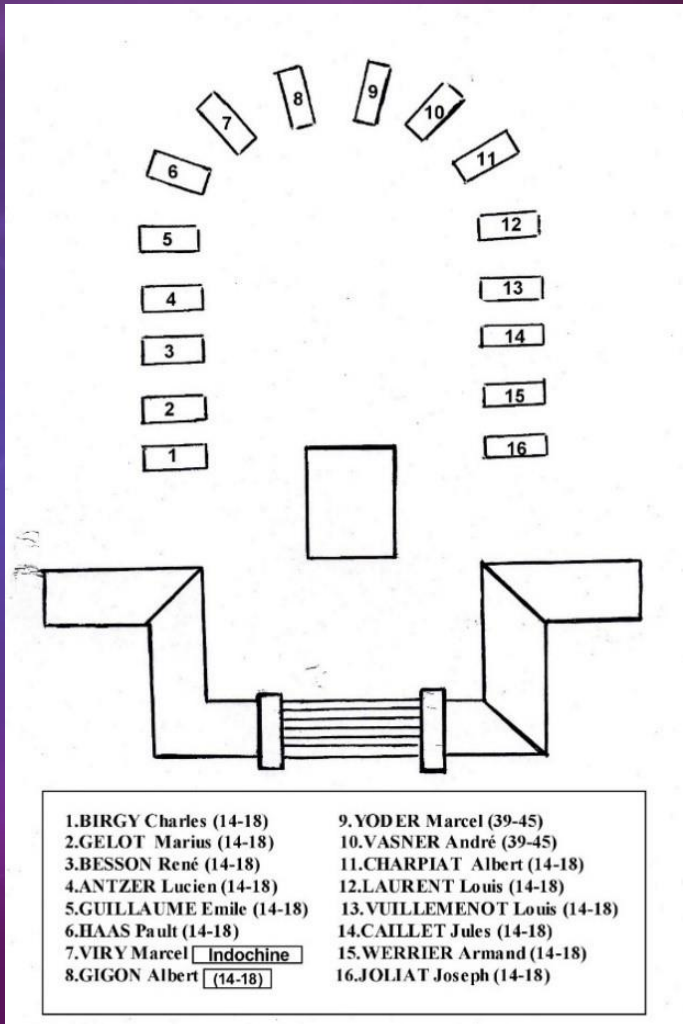 8
9
7
10
11
6
12
5
13
4
14
3
15
2
16
1
1.BIRGY Charles (14-18)
2.GELOT Marius (14-18)
3.BESSON René (14-18)
4.ANTZER Lucien (14-18)
5.GUILLAUME Emile (14-18)
6.HAAS Pault (14-18)
7.VIRY Marcel Indochine
8.GIGON Albert (14-18)
9.YODER Marcel (39-45)
10.VASNER André (39-45)
11.CHARPIAT Albert (14-18)
12.LAURENT Louis (14-18)
13.VUILLEMENOT Louis (14-18)
14.CAILLET Jules (14-18)
15.WERRIER Armand (14-18)
16.JOLIAT Joseph (14-18)